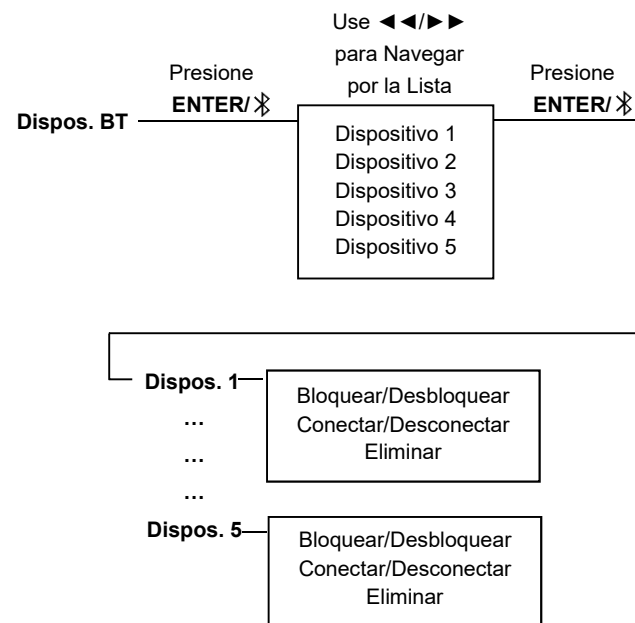 Use ◄◄/►►
para Navegar
por la Lista
Presione
ENTER/
Dispos. BT
Dispositivo 1
Dispositivo 2
Dispositivo 3
Dispositivo 4
Dispositivo 5
Presione
ENTER/
Dispos. 1
Bloquear/Desbloquear
Conectar/Desconectar
Eliminar
...
...
...
Dispos. 5
Bloquear/Desbloquear
Conectar/Desconectar
Eliminar